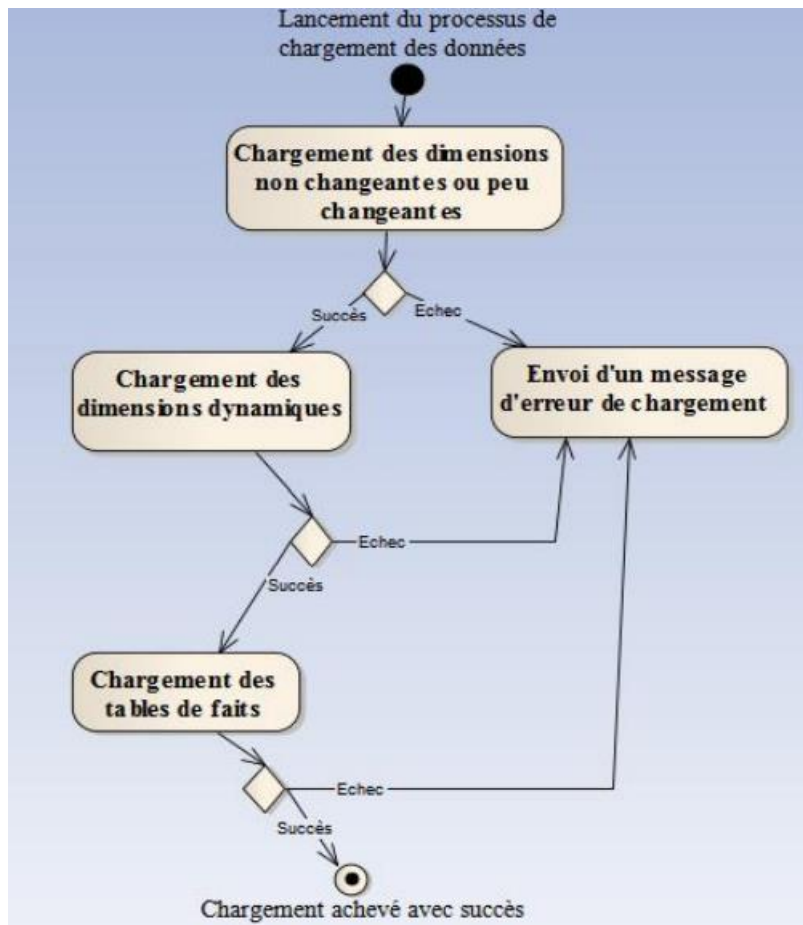 Lancement du processus de
chargement des données
Chargement des dimensions
non changeantes ou peu
changeantes
Succès
Echec
Chargement des
dimensions dynamiques
Envoi d'un message
d'erreur de chargement
Echec
Succès
Chargement des
tables de faits
Echec
Succès
Chargement achevé avec succès